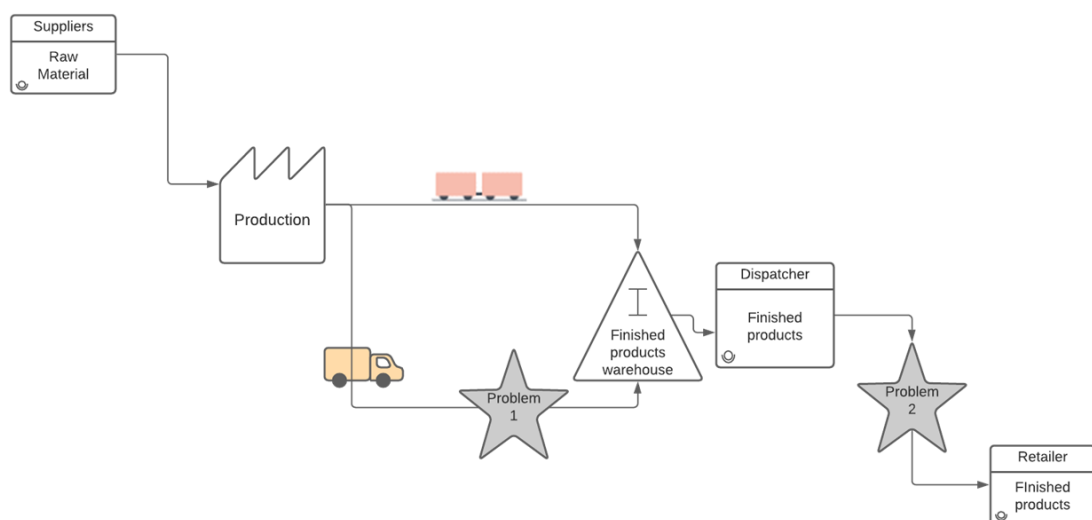 Suppliers
Raw
Material
Production
Finished
products
warehouse
Dispatcher
Finished
products
Problem
1
Problem
2
Retailer
FInished
products